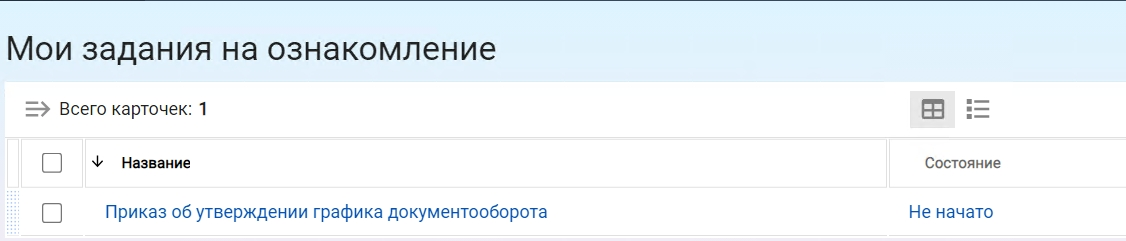 Мои задания на ознакомление
Всего карточек: 1
Название Состояние
Приказ об утверждении графика документооборота Не начато